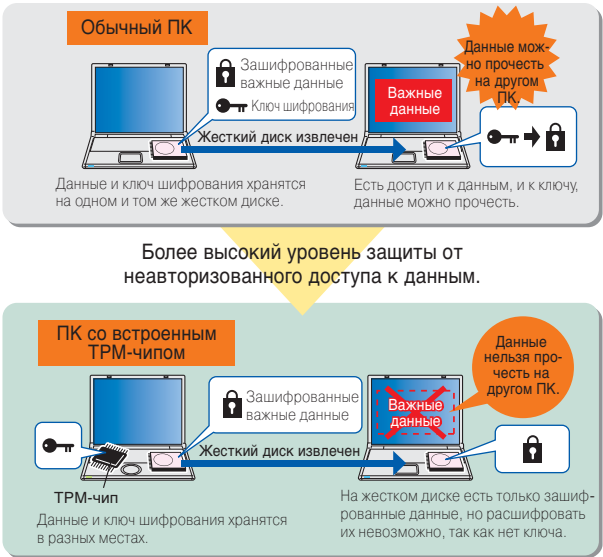 Обычный ПК
Зашифрованные
важные данные
Ключ шифрования
Жесткий диск извлечен
Важные
данные
Данные мож-
но прочесть
на другом
ПК.
Данные и ключ шифрования хранятся
на одном и том же жестком диске.
Есть доступ и к данным, и к ключу,
данные можно прочесть.
Более высокий уровень защиты от
неавторизованного доступа к данным.
ПК со встроенным
TPM-чипом
Зашифрованные
важные данные
Жесткий диск извлечен
Важные
данные
Данные
нельзя про-
честь на
другом ПК.
TPM-чип
Данные и ключ шифрования хранятся
в разных местах.
На жестком диске есть только зашиф-
рованные данные, но расшифровать
их невозможно, так как нет ключа.